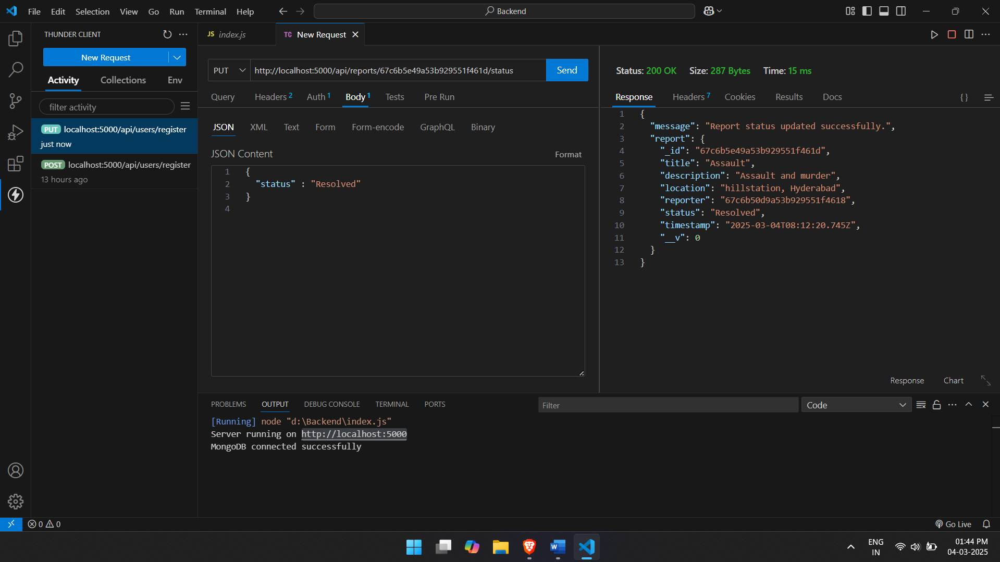 File Edit Selection View Go Run Terminal Help
Backend
THUNDER CLIENT
New Request
Activity Collections Env
filter activity
PUT localhost:5000/api/users/register
just now
POST localhost:5000/api/users/register
13 hours ago
JS index.js
TC New Request
PUT http://localhost:5000/api/reports/67c6b5e49a53b929551f461d/status Send
Query Headers 2 Auth 1 Body 1 Tests Pre Run
JSON XML Text Form Form-encode GraphQL Binary
JSON Content
Format
1 {
2 "status" : "Resolved"
3 }
4
Status: 200 OK Size: 287 Bytes Time: 15 ms
Response Headers 7 Cookies Results Docs { }
1 {
2 "message": "Report status updated successfully.",
3 "report": {
4 "_id": "67c6b5e49a53b929551f461d",
5 "title": "Assault",
6 "description": "Assault and murder",
7 "location": "hillstation, Hyderabad",
8 "reporter": "67c6b50d9a53b929551f4618",
9 "status": "Resolved",
10 "timestamp": "2025-03-04T08:12:20.745Z",
11 "__v": 0
12 }
13 }
Response Chart
PROBLEMS OUTPUT DEBUG CONSOLE TERMINAL PORTS
Filter
Code
[Running] node "d:\Backend\index.js"
Server running on http://localhost:5000
MongoDB connected successfully
0 0
Go Live
W
ENG
IN
01:44 PM
04-03-2025